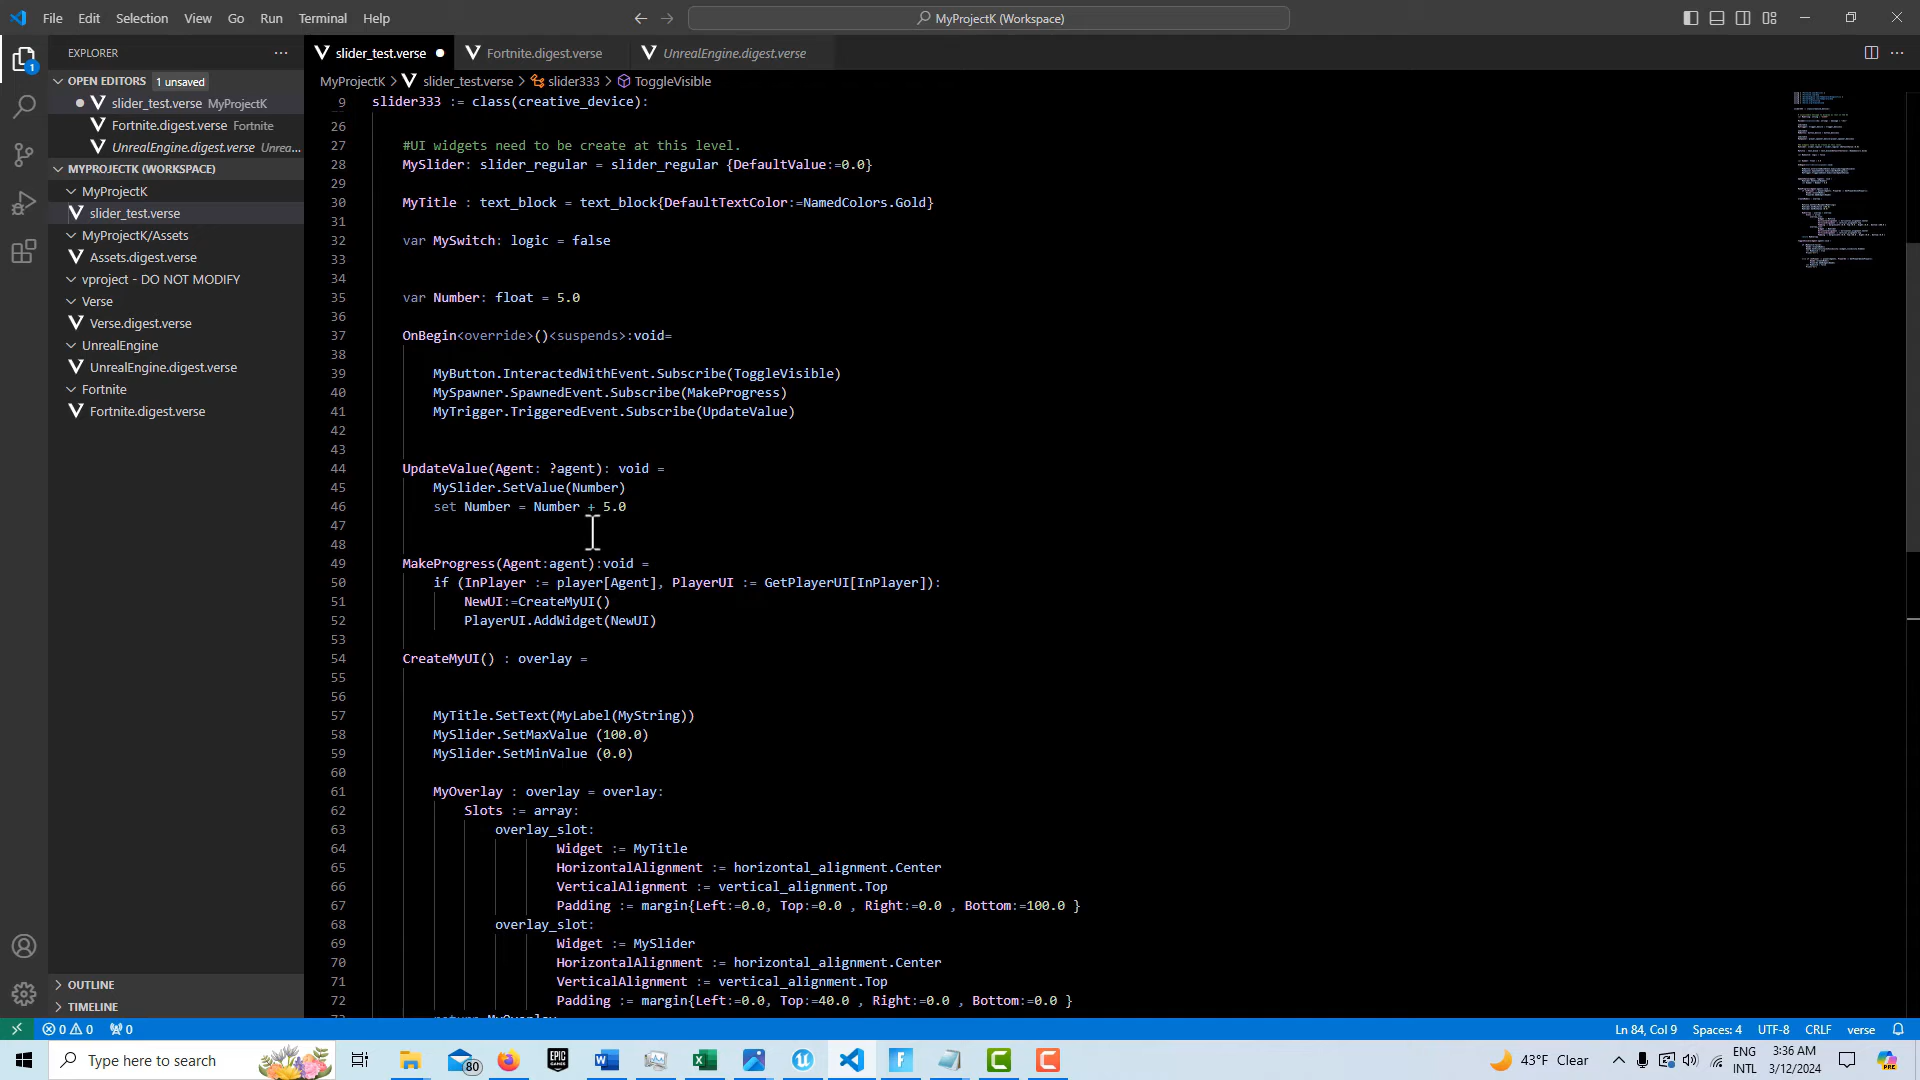 File Edit Selection View Go Run Terminal Help
MyProjectK (Workspace)
EXPLORER
slider_test.verse Fortnite.digest.verse UnrealEngine.digest.verse
MyProjectK slider_test.verse slider333 ToggleVisible
OPEN EDITORS 1 unsaved
slider_test.verse MyProjectK
Fortnite.digest.verse Fortnite
UnrealEngine.digest.verse Unrea...
MYPROJECTK (WORKSPACE)
MyProjectK
slider_test.verse
MyProjectK/Assets
Assets.digest.verse
vproject - DO NOT MODIFY
Verse
Verse.digest.verse
UnrealEngine
UnrealEngine.digest.verse
Fortnite
Fortnite.digest.verse
OUTLINE
TIMELINE
1
9 slider333 := class(creative_device):
26
27 #UI widgets need to be create at this level.
28 MySlider: slider_regular = slider_regular {DefaultValue:=0.0}
29
30 MyTitle : text_block = text_block{DefaultTextColor:=NamedColors.Gold}
31
32 var MySwitch: logic = false
33
34
35 var Number: float = 5.0
36
37 OnBegin<override>()<suspends>:void=
38
39 MyButton.InteractedWithEvent.Subscribe(ToggleVisible)
40 MySpawner.SpawnedEvent.Subscribe(MakeProgress)
41 MyTrigger.TriggeredEvent.Subscribe(UpdateValue)
42
43
44 UpdateValue(Agent: ?agent): void =
45 MySlider.SetValue(Number)
46 set Number = Number + 5.0
47
48
49 MakeProgress(Agent:agent):void =
50 if (InPlayer := player[Agent], PlayerUI := GetPlayerUI[InPlayer]):
51 NewUI:=CreateMyUI()
52 PlayerUI.AddWidget(NewUI)
53
54 CreateMyUI() : overlay =
55
56
57 MyTitle.SetText(MyLabel(MyString))
58 MySlider.SetMaxValue (100.0)
59 MySlider.SetMinValue (0.0)
60
61 MyOverlay : overlay = overlay:
62 Slots := array:
63 overlay_slot:
64 Widget := MyTitle
65 HorizontalAlignment := horizontal_alignment.Center
66 VerticalAlignment := vertical_alignment.Top
67 Padding := margin{Left:=0.0, Top:=0.0 , Right:=0.0 , Bottom:=100.0 }
68 overlay_slot:
69 Widget := MySlider
70 HorizontalAlignment := horizontal_alignment.Center
71 VerticalAlignment := vertical_alignment.Top
72 Padding := margin{Left:=0.0, Top:=40.0 , Right:=0.0 , Bottom:=0.0 }
0 0 0
Ln 84, Col 9 Spaces: 4 UTF-8 CRLF verse
Type here to search
EPIC GAMES
80
43°F Clear
ENG INTL
3:36 AM
3/12/2024
PRE